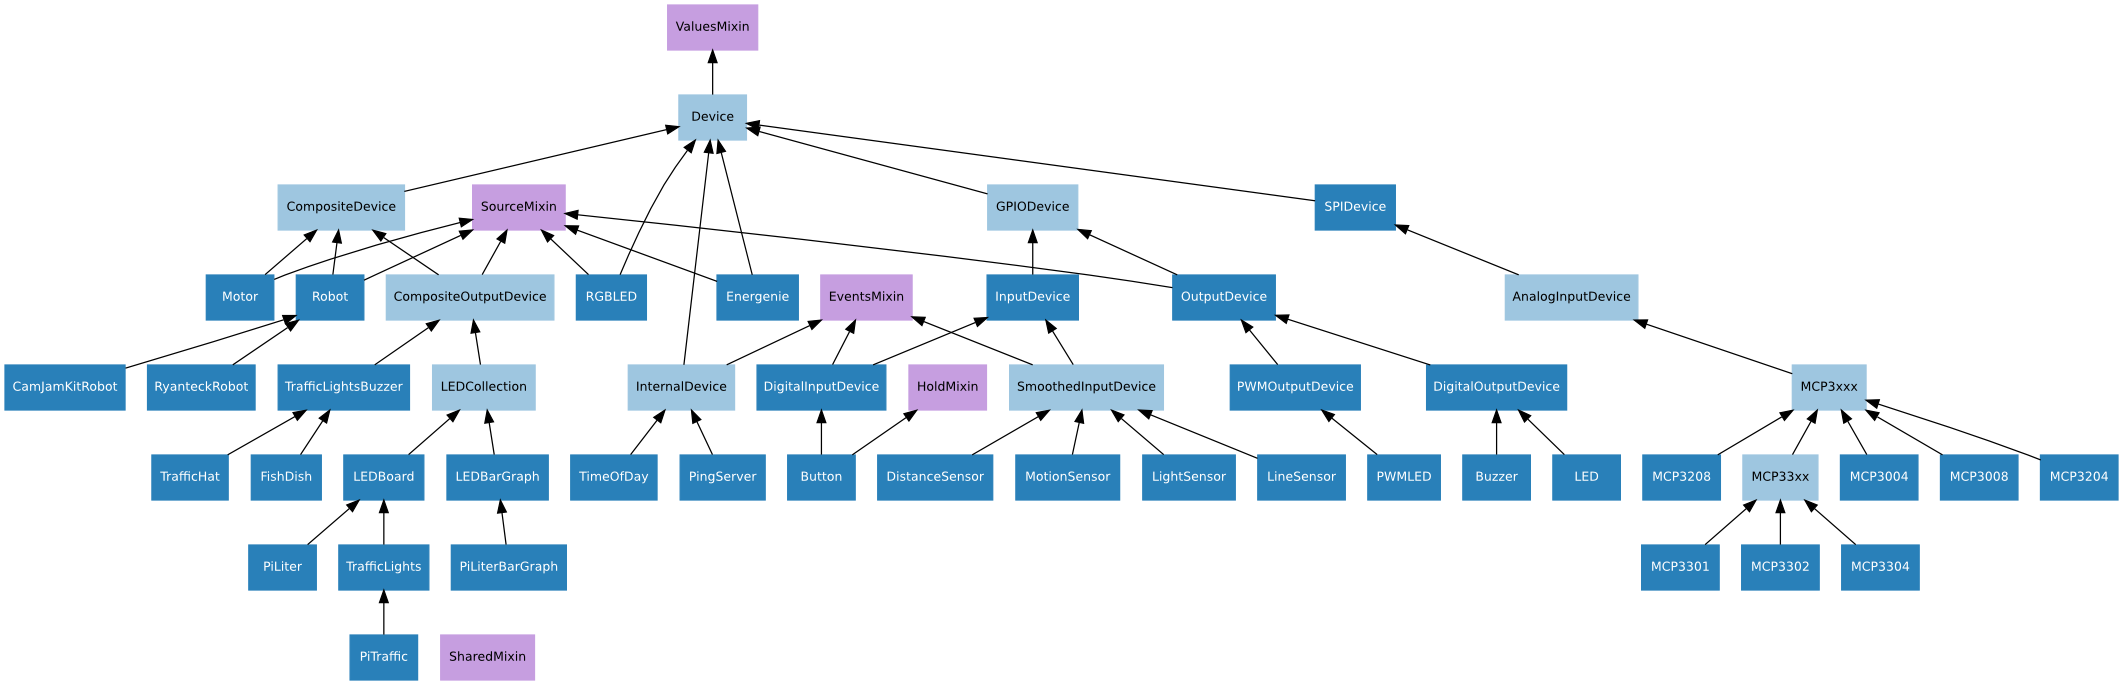 ValuesMixin
Device
CompositeDevice
SourceMixin
GPIODevice
SPIDevice
Motor
Robot
CompositeOutputDevice
RGBLED
Energenie
EventsMixin
InputDevice
OutputDevice
AnalogInputDevice
CamJamKitRobot
RyanteckRobot
TrafficLightsBuzzer
LEDCollection
InternalDevice
DigitalInputDevice
HoldMixin
SmoothedInputDevice
PWMOutputDevice
DigitalOutputDevice
MCP3xxx
TrafficHat
FishDish
LEDBoard
LEDBarGraph
TimeOfDay
PingServer
Button
DistanceSensor
MotionSensor
LightSensor
LineSensor
PWMLED
Buzzer
LED
MCP3208
MCP33xx
MCP3004
MCP3008
MCP3204
PiLiter
TrafficLights
PiLiterBarGraph
MCP3301
MCP3302
MCP3304
PiTraffic
SharedMixin